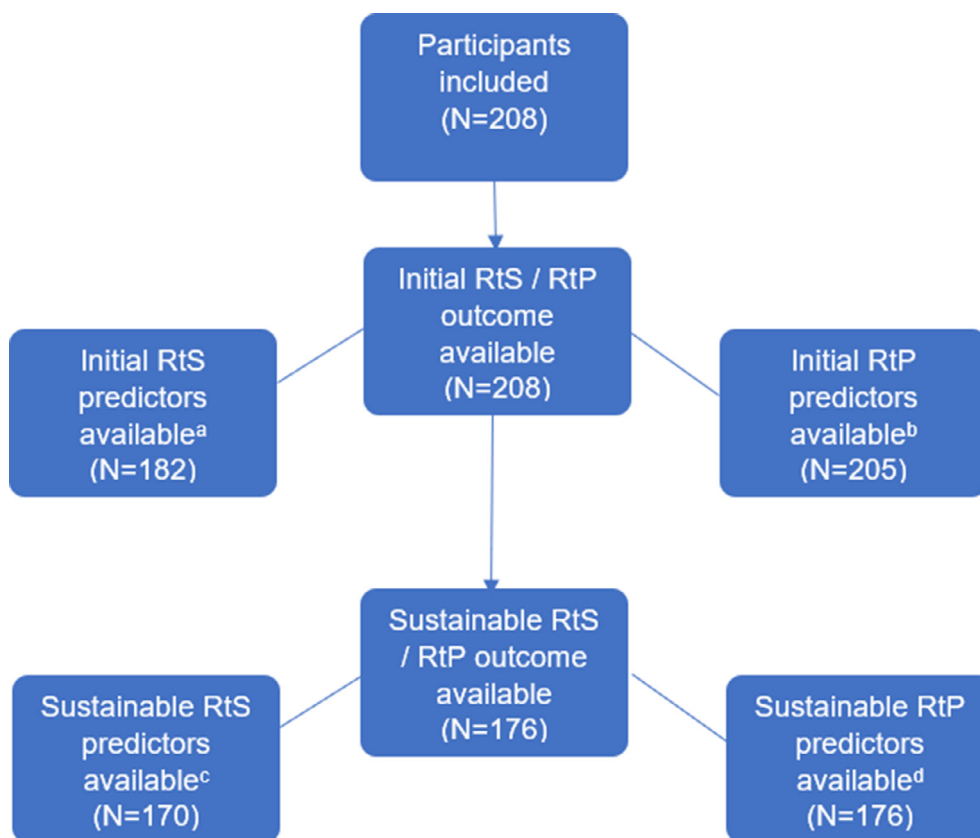 Participants
included
(N=208)
Initial RtS / RtP
outcome
available
(N=208)
Initial RtS
predictors
availableᵃ
(N=182)
Initial RtP
predictors
availableᵇ
(N=205)
Sustainable RtS
/ RtP outcome
available
(N=176)
Sustainable RtS
predictors
availableᶜ
(N=170)
Sustainable RtP
predictors
availableᵈ
(N=176)